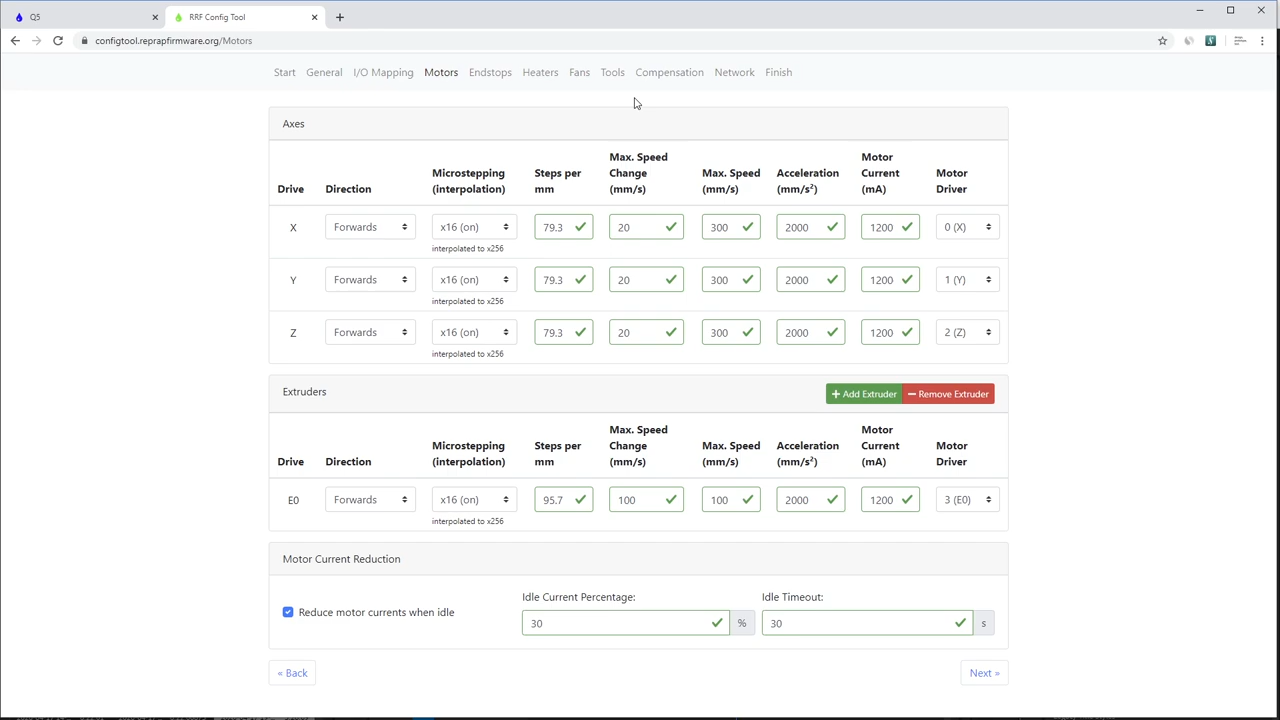 Q5
RRF Config Tool
configtool.reprapfirmware.org/Motors
Start General I/O Mapping Motors Endstops Heaters Fans Tools Compensation Network Finish
Axes
Drive Direction Microstepping (interpolation) Steps per mm Max. Speed Change (mm/s) Max. Speed (mm/s) Acceleration (mm/s²) Motor Current (mA) Motor Driver
X Forwards x16 (on) 79.3 20 300 2000 1200 0 (X)
interpolated to x256
Y Forwards x16 (on) 79.3 20 300 2000 1200 1 (Y)
interpolated to x256
Z Forwards x16 (on) 79.3 20 300 2000 1200 2 (Z)
interpolated to x256
Extruders + Add Extruder − Remove Extruder
Drive Direction Microstepping (interpolation) Steps per mm Max. Speed Change (mm/s) Max. Speed (mm/s) Acceleration (mm/s²) Motor Current (mA) Motor Driver
E0 Forwards x16 (on) 95.7 100 100 2000 1200 3 (E0)
interpolated to x256
Motor Current Reduction
Idle Current Percentage: Idle Timeout:
Reduce motor currents when idle 30 % 30 s
« Back Next »